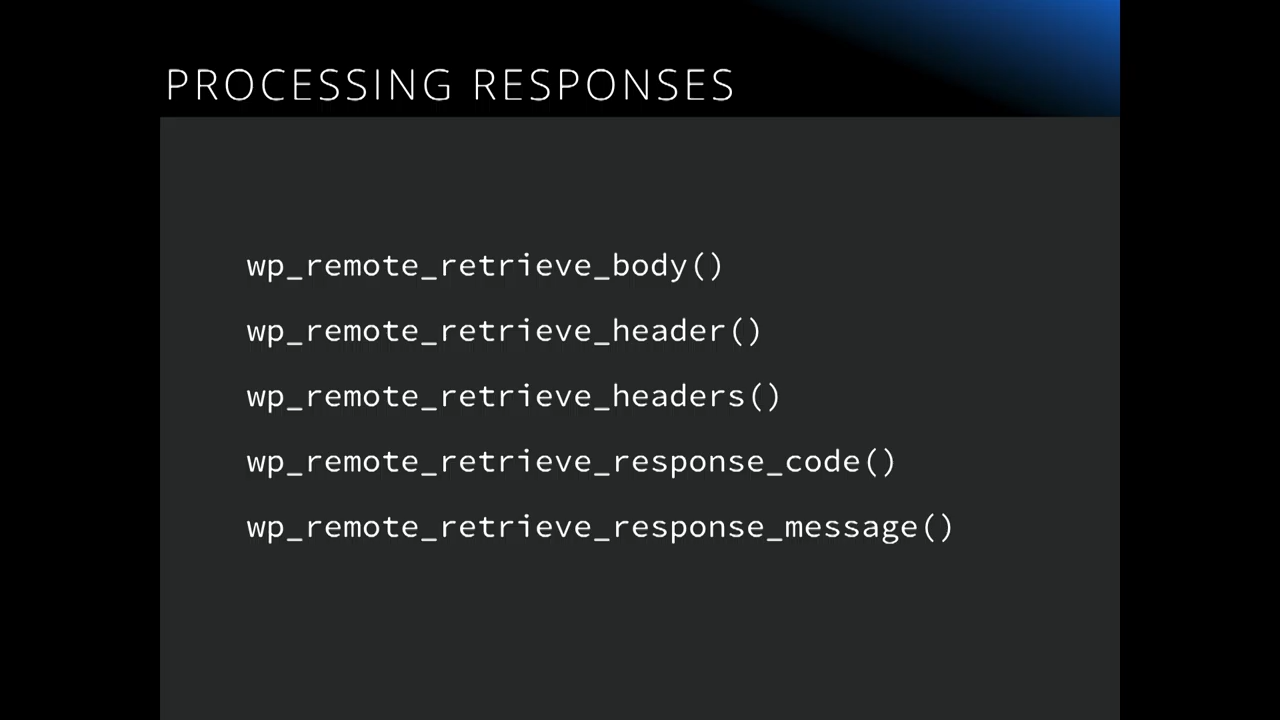 PROCESSING RESPONSES
wp_remote_retrieve_body()
wp_remote_retrieve_header()
wp_remote_retrieve_headers()
wp_remote_retrieve_response_code()
wp_remote_retrieve_response_message()